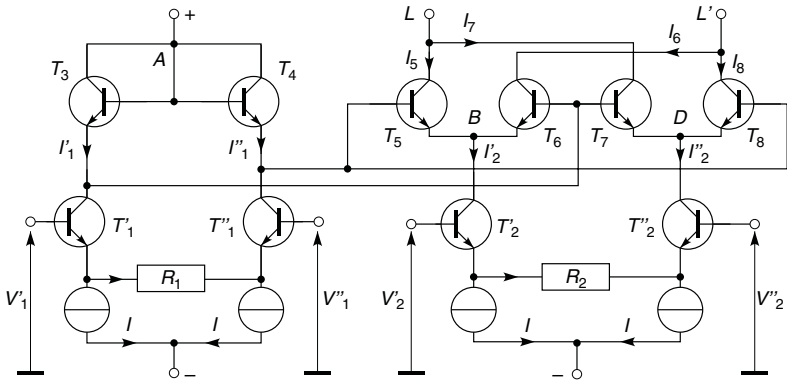 + L L'
I7 I6
A I5 I8
T3 T4
B D
T5 T6 T7 T8
I'1 I"1 I'2 I"2
T'1 T"1 T'2 T"2
R1 R2
V'1 V"1 V'2 V"2
I I I I
− −